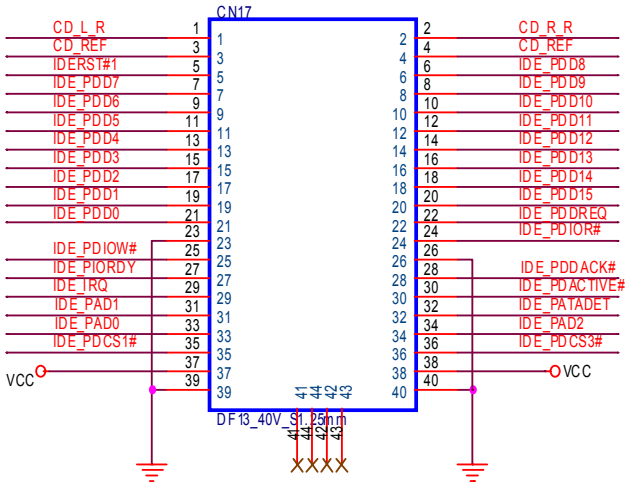 CN17
CD_L_R 1 1 2 2 CD_R_R
CD_REF 3 3 4 4 CD_REF
IDERST#1 5 5 6 6 IDE_PDD8
IDE_PDD7 7 7 8 8 IDE_PDD9
IDE_PDD6 9 9 10 10 IDE_PDD10
IDE_PDD5 11 11 12 12 IDE_PDD11
IDE_PDD4 13 13 14 14 IDE_PDD12
IDE_PDD3 15 15 16 16 IDE_PDD13
IDE_PDD2 17 17 18 18 IDE_PDD14
IDE_PDD1 19 19 20 20 IDE_PDD15
IDE_PDD0 21 21 22 22 IDE_PDDREQ
23 23 24 24 IDE_PDIOR#
IDE_PDIOW# 25 25 26 26
IDE_PIORDY 27 27 28 28 IDE_PDDACK#
IDE_IRQ 29 29 30 30 IDE_PDACTIVE#
IDE_PAD1 31 31 32 32 IDE_PATADET
IDE_PAD0 33 33 34 34 IDE_PAD2
IDE_PDCS1# 35 35 36 36 IDE_PDCS3#
VCC 37 37 38 38 VCC
39 39 40 40
41 44 42 43
DF13_40V_S1.25mm
41 44 42 43